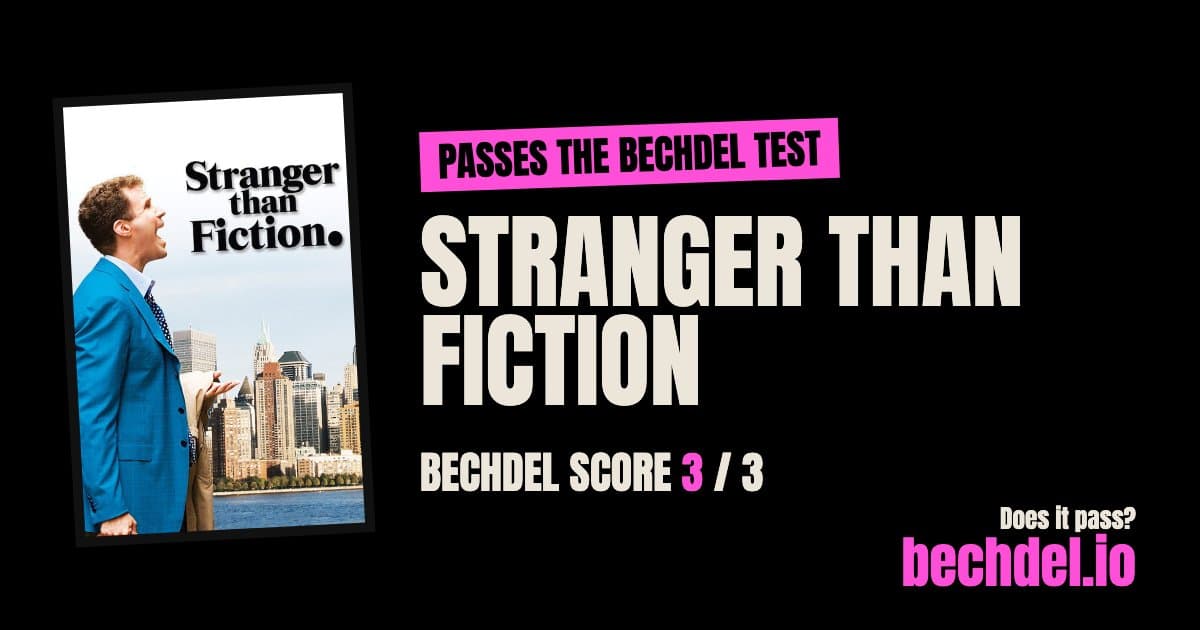 Stranger
than
Fiction.
PASSES THE BECHDEL TEST
STRANGER THAN
FICTION
BECHDEL SCORE 3 / 3
Does it pass?
bechdel.io